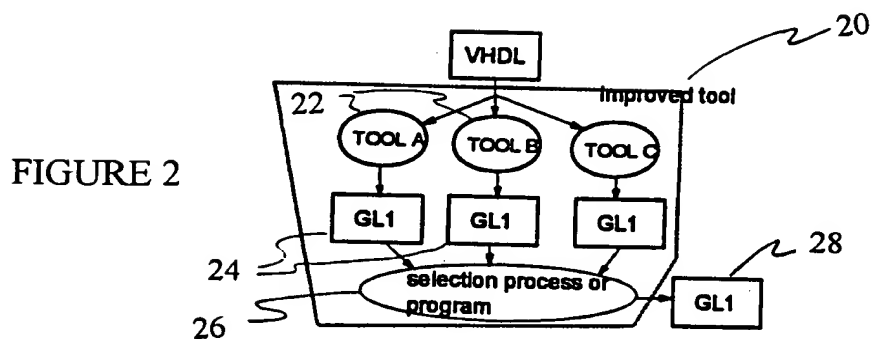 20
VHDL
improved tool
22
TOOL A
TOOL B
TOOL C
FIGURE 2
GL1
GL1
GL1
24
28
selection process or
program
GL1
26